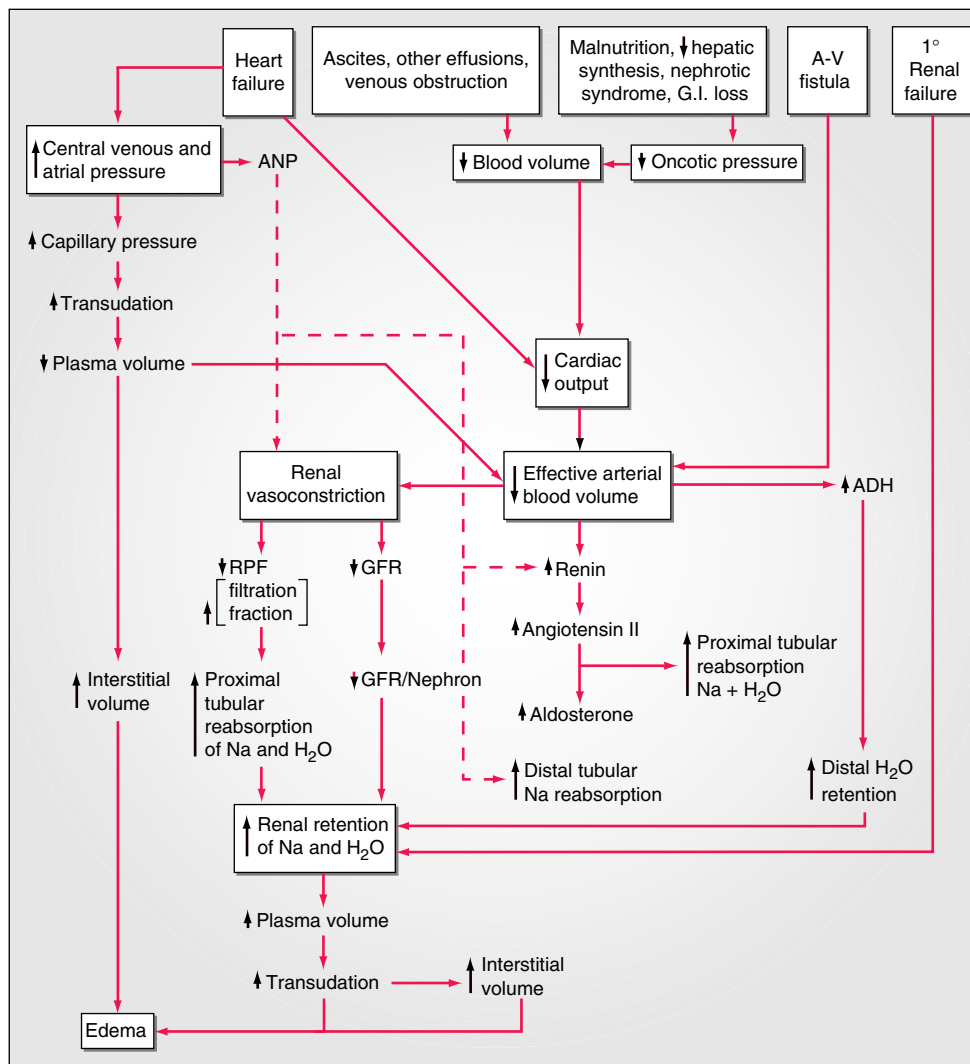 Heart
failure
Ascites, other effusions,
venous obstruction
Malnutrition, ↓ hepatic
synthesis, nephrotic
syndrome, G.I. loss
A-V
fistula
1°
Renal
failure
↑ Central venous and
atrial pressure
ANP
↓ Blood volume
↓ Oncotic pressure
↑ Capillary pressure
↑ Transudation
↓ Plasma volume
↓ Cardiac
output
Renal
vasoconstriction
↓ Effective arterial
blood volume
↑ ADH
↓ RPF
↑ [filtration
fraction]
↓ GFR
↑ Renin
↑ Angiotensin II
↑ Proximal tubular
reabsorption
Na + H₂O
↑ Interstitial
volume
↑ Proximal
tubular
reabsorption
of Na and H₂O
↓ GFR/Nephron
↑ Aldosterone
↑ Distal tubular
Na reabsorption
↑ Distal H₂O
retention
↑ Renal retention
of Na and H₂O
↑ Plasma volume
↑ Transudation
↑ Interstitial
volume
Edema